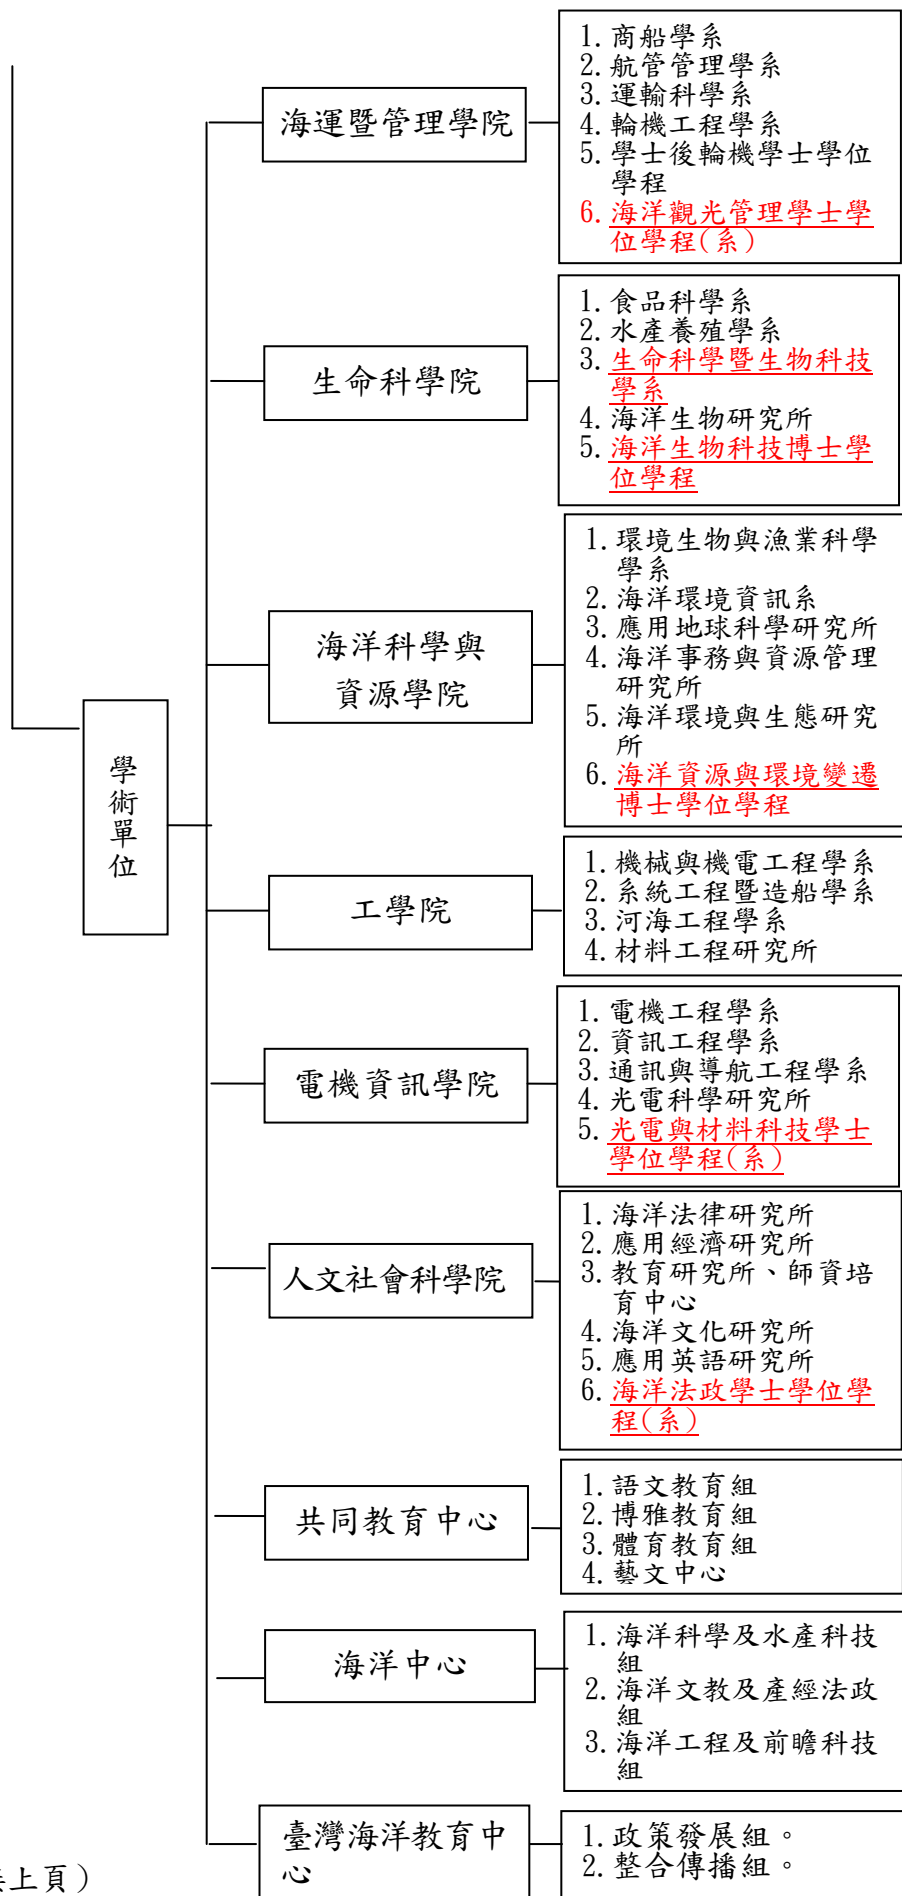 學術單位
海運暨管理學院
1.商船學系
2.航管管理學系
3.運輸科學系
4.輪機工程學系
5.學士後輪機學士學位
學程
6.海洋觀光管理學士學
位學程(系)
生命科學院
1.食品科學系
2.水產養殖學系
3.生命科學暨生物科技
學系
4.海洋生物研究所
5.海洋生物科技博士學
位學程
海洋科學與
資源學院
1.環境生物與漁業科學
學系
2.海洋環境資訊系
3.應用地球科學研究所
4.海洋事務與資源管理
研究所
5.海洋環境與生態研究
所
6.海洋資源與環境變遷
博士學位學程
工學院
1.機械與機電工程學系
2.系統工程暨造船學系
3.河海工程學系
4.材料工程研究所
電機資訊學院
1.電機工程學系
2.資訊工程學系
3.通訊與導航工程學系
4.光電科學研究所
5.光電與材料科技學士
學位學程(系)
人文社會科學院
1.海洋法律研究所
2.應用經濟研究所
3.教育研究所、師資培
育中心
4.海洋文化研究所
5.應用英語研究所
6.海洋法政學士學位學
程(系)
共同教育中心
1.語文教育組
2.博雅教育組
3.體育教育組
4.藝文中心
海洋中心
1.海洋科學及水產科技
組
2.海洋文教及產經法政
組
3.海洋工程及前瞻科技
組
臺灣海洋教育中
心
1.政策發展組。
2.整合傳播組。
上頁)